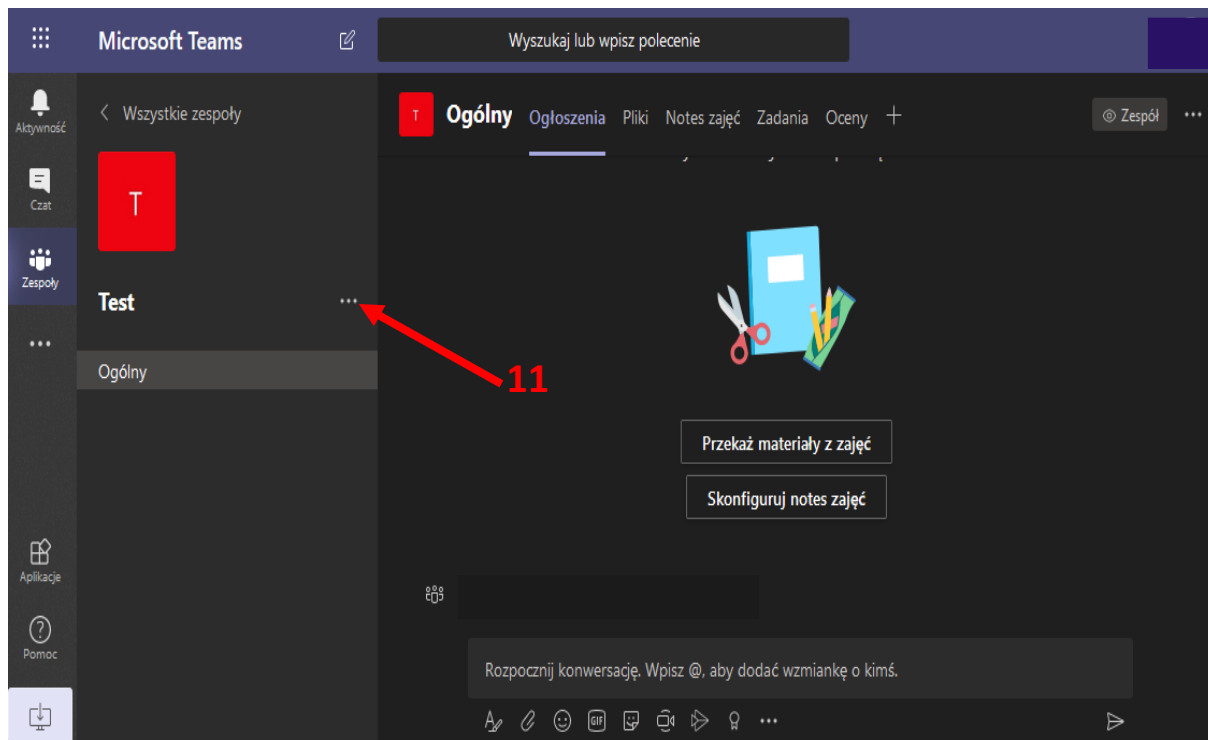 Microsoft Teams
Wyszukaj lub wpisz polecenie
Aktywność
Czat
Zespoły
Aplikacje
Pomoc
Wszystkie zespoły
T
Test
Ogólny
11
T Ogólny Ogłoszenia Pliki Notes zajęć Zadania Oceny
Zespół
Przekaż materiały z zajęć
Skonfiguruj notes zajęć
Rozpocznij konwersację. Wpisz @, aby dodać wzmiankę o kimś.
GIF